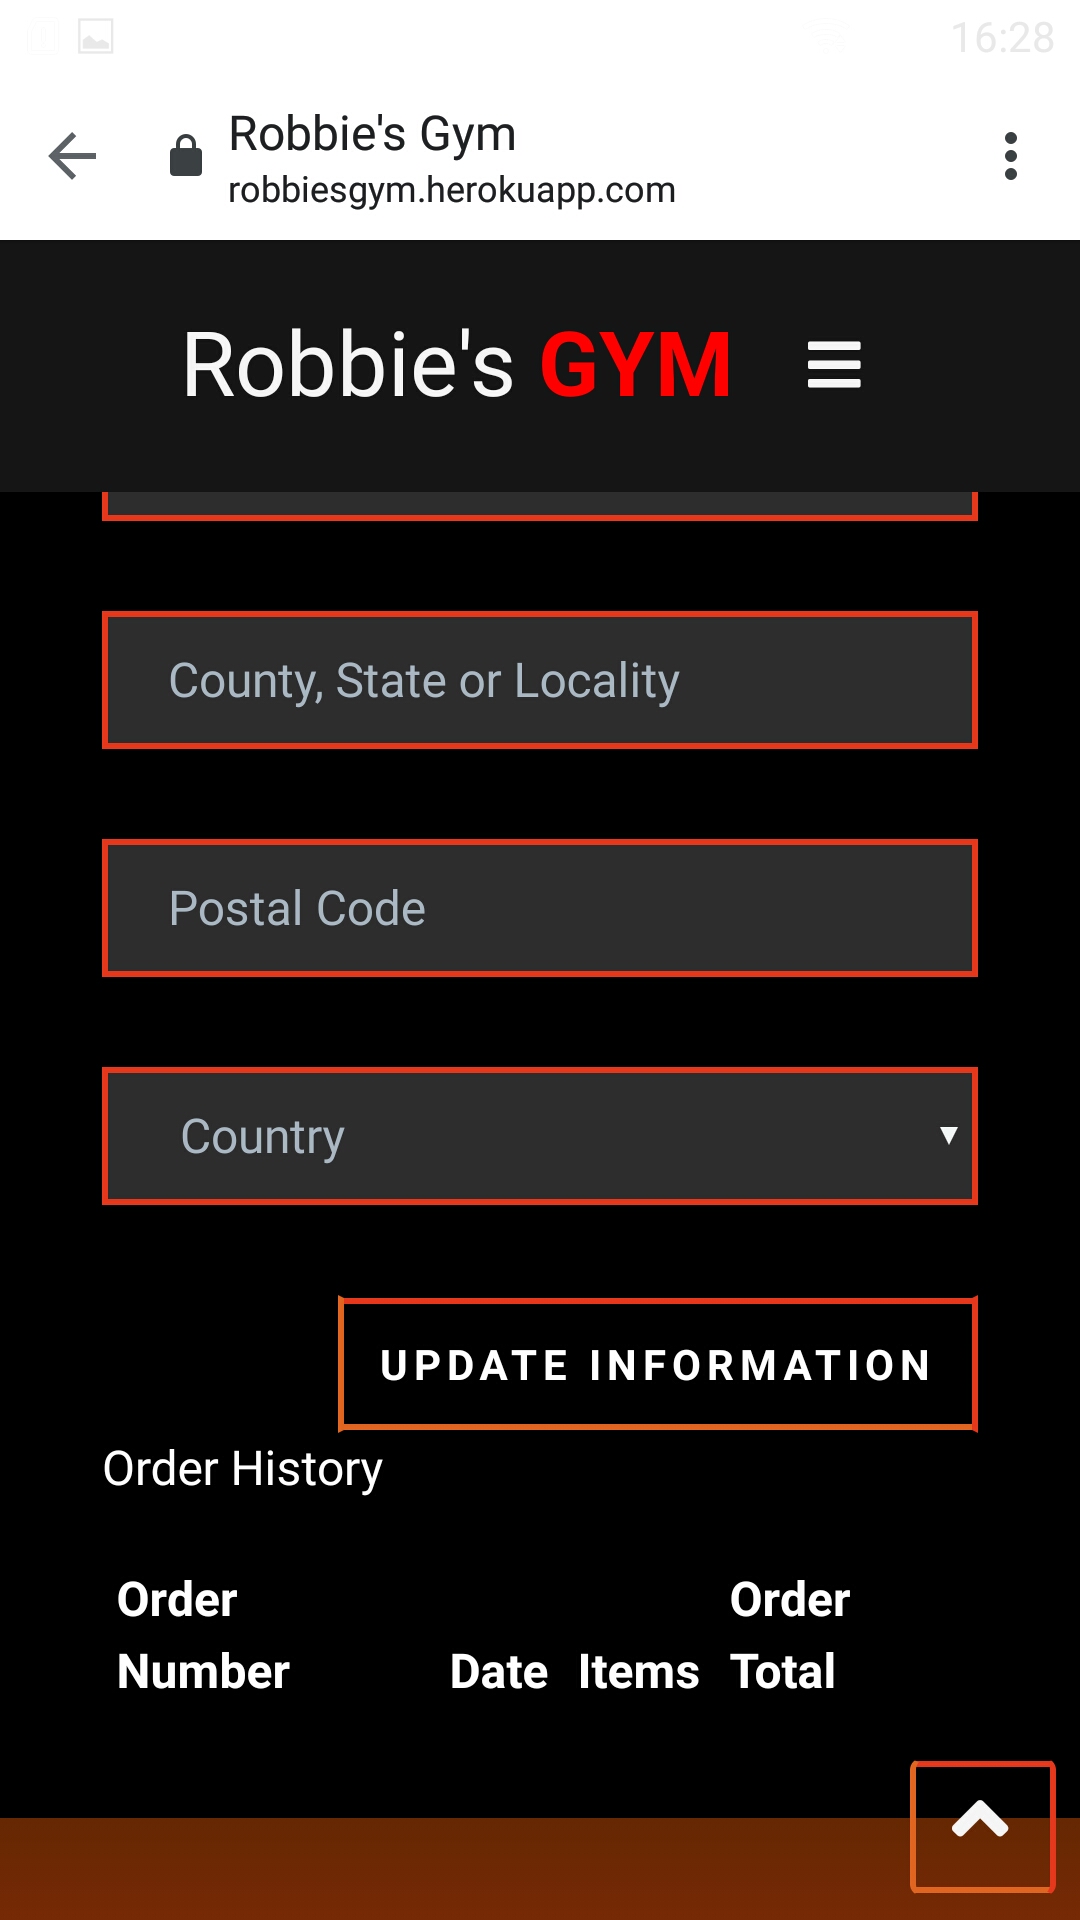 16:28
Robbie's Gym
robbiesgym.herokuapp.com
Robbie's GYM
County, State or Locality
Postal Code
Country
UPDATE INFORMATION
Order History
Order Number Date Items Order Total